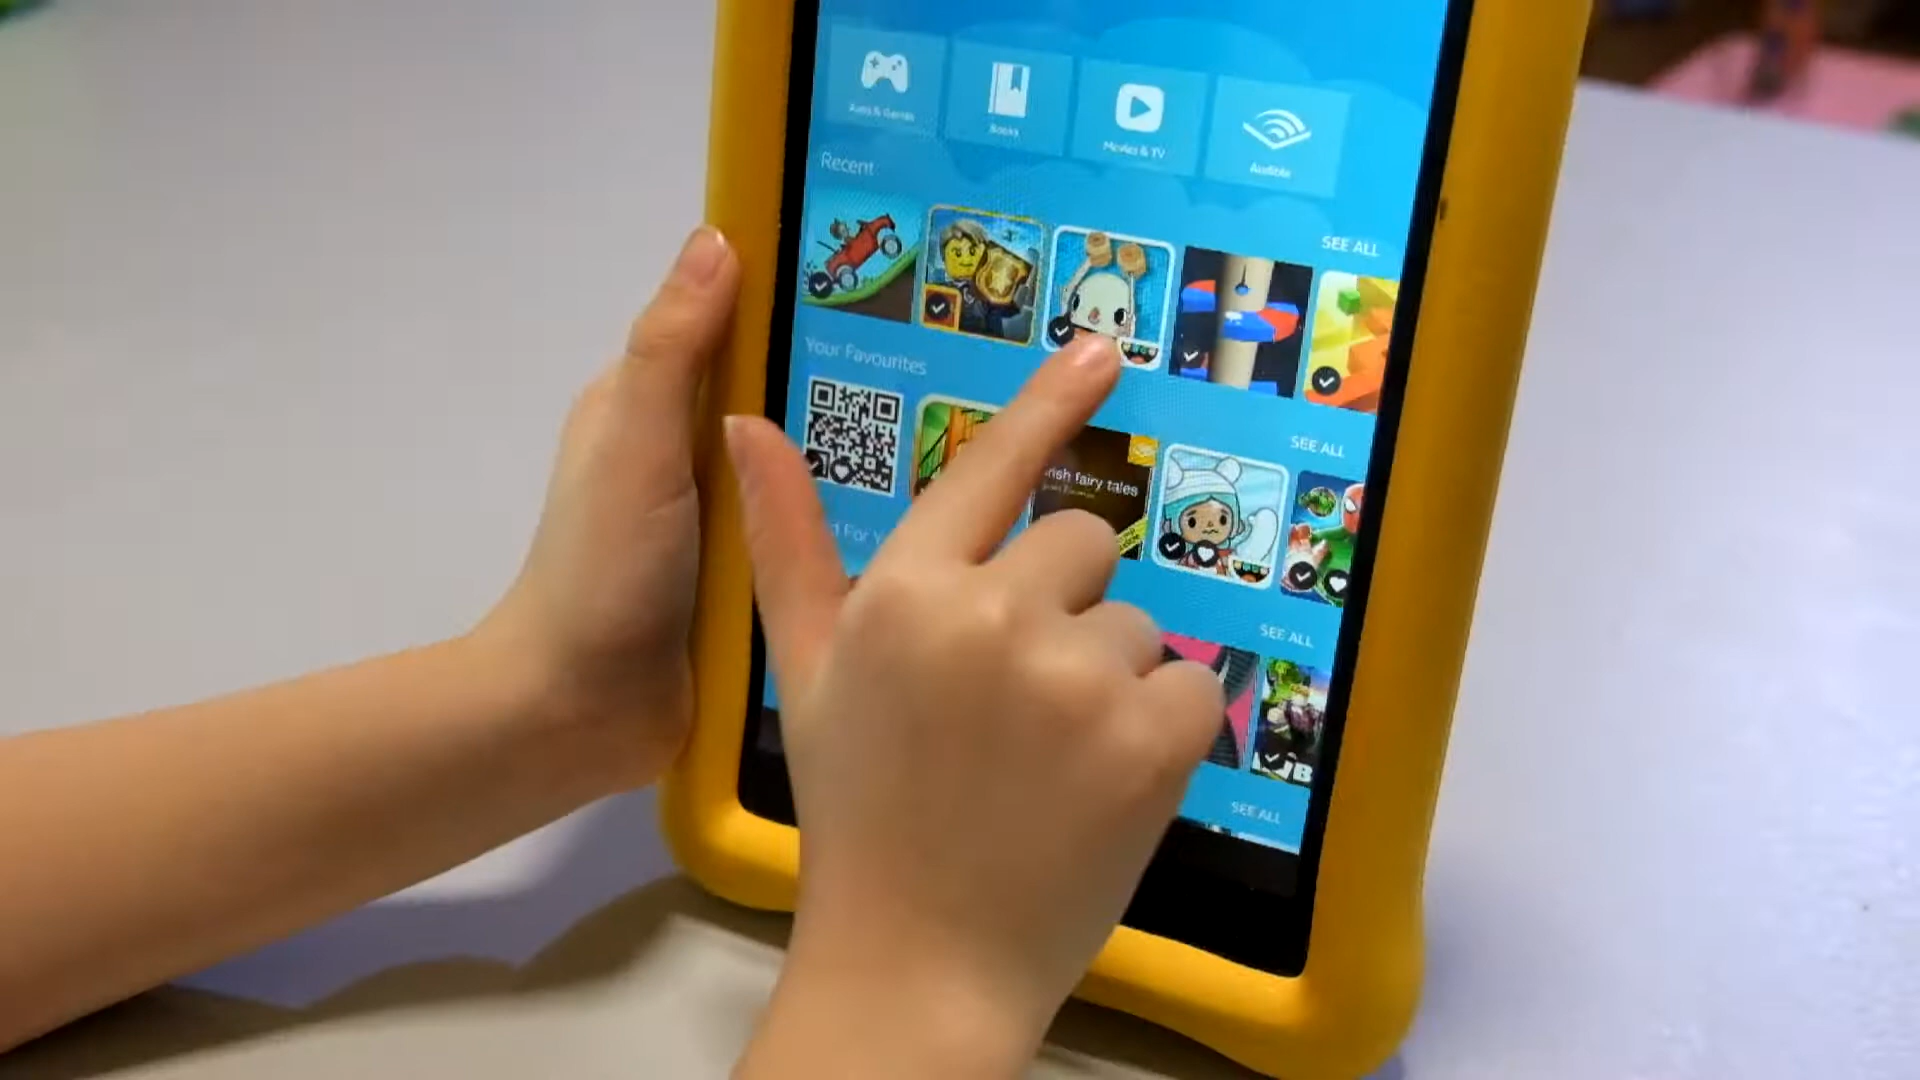 Apps & Games
Books
Movies & TV
Audible
Recent
SEE ALL
Your Favourites
SEE ALL
fairy tales
For
SEE ALL
SEE ALL